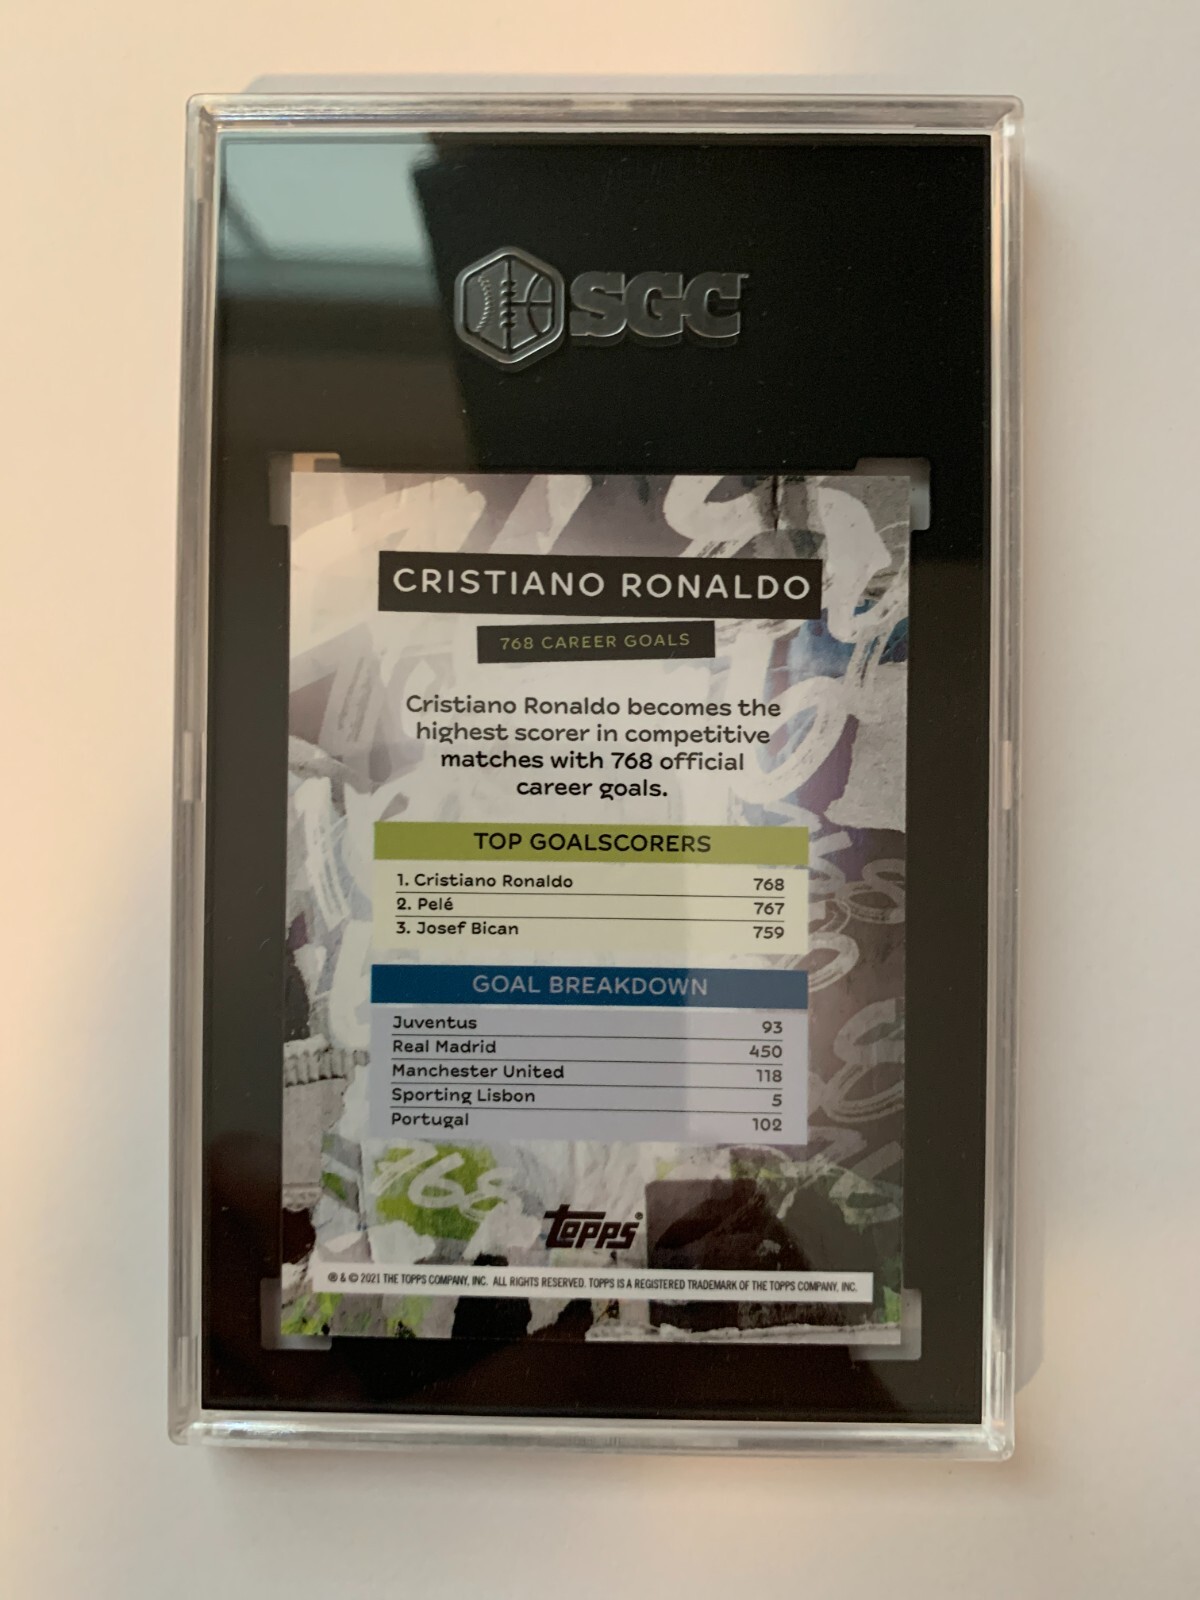 SGC
CRISTIANO RONALDO
768 CAREER GOALS
Cristiano Ronaldo becomes the
highest scorer in competitive
matches with 768 official
career goals.
TOP GOALSCORERS
1. Cristiano Ronaldo 768
2. Pelé 767
3. Josef Bican 759
GOAL BREAKDOWN
Juventus 93
Real Madrid 450
Manchester United 118
Sporting Lisbon 5
Portugal 102
768
topps®
® & © 2021 THE TOPPS COMPANY, INC. ALL RIGHTS RESERVED. TOPPS IS A REGISTERED TRADEMARK OF THE TOPPS COMPANY, INC.